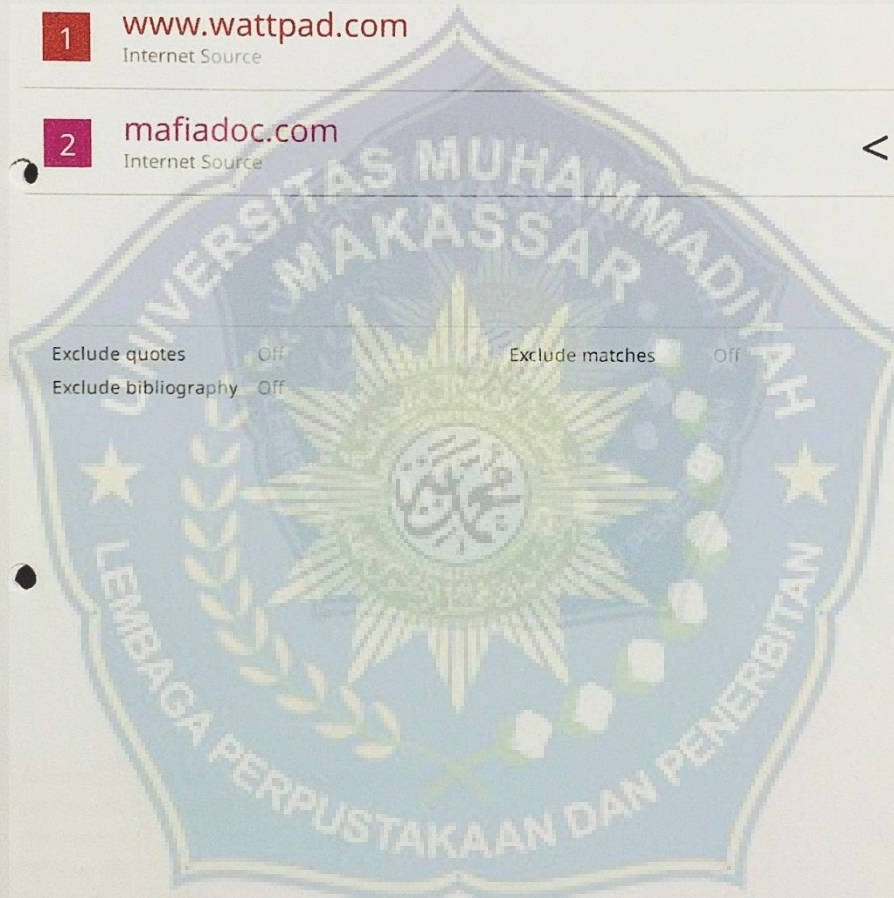 1 www.wattpad.com
Internet Source
2 mafiadoc.com <
Internet Source
UNIVERSITAS MUHAMMADIYAH
MAKASSAR
Exclude quotes Off Exclude matches Off
Exclude bibliography Off
محمد
LEMBAGA PERPUSTAKAAN DAN PENERBITAN